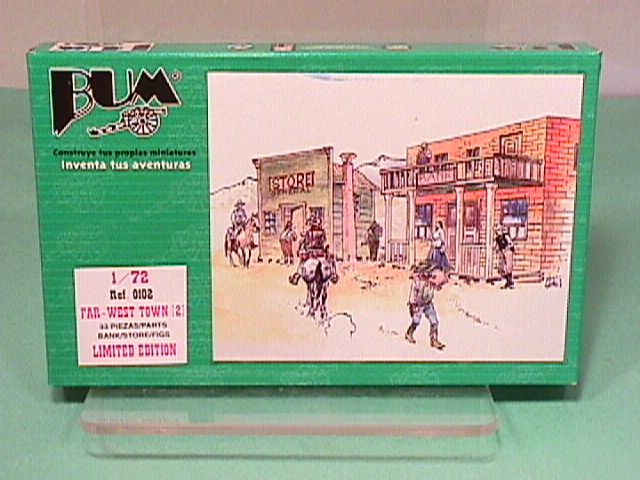 BUM
Construye tus propias miniaturas
inventa tus aventuras
STORE
1/72
Ref. 0102
FAR-WEST TOWN (2)
33 PIEZAS/PARTS
BANK/STORE/FIGS
LIMITED EDITION